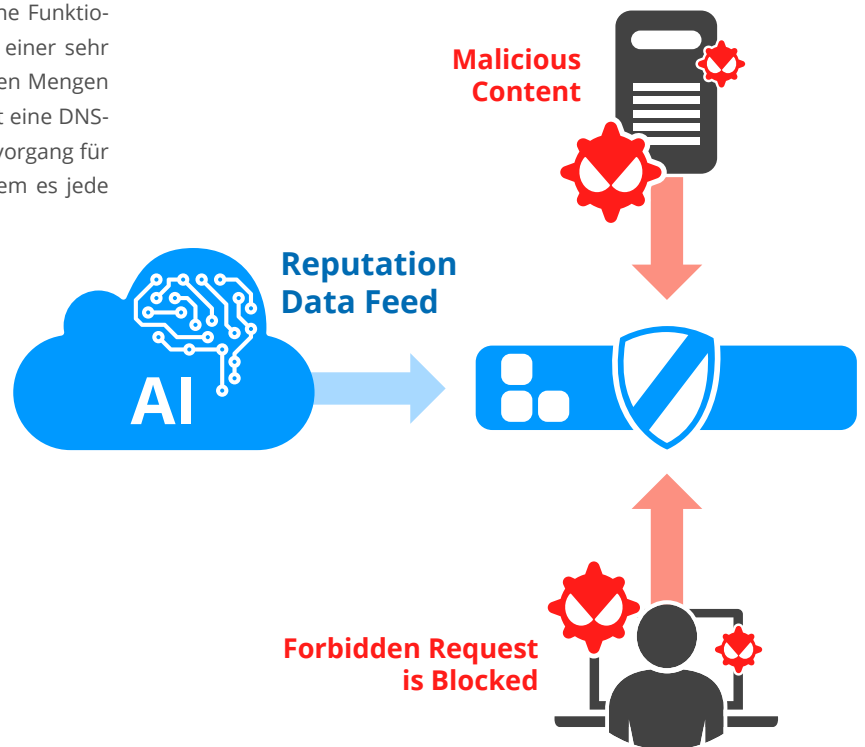 ne Funktio-
einer sehr
en Mengen
t eine DNS-
vorgang für
em es jede
Malicious
Content
Reputation
Data Feed
AI
Forbidden Request
is Blocked